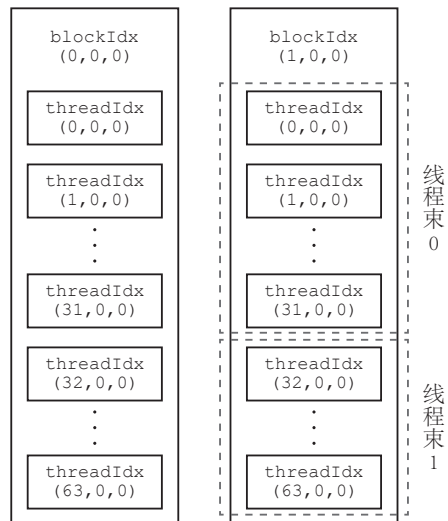 blockIdx
(0,0,0)
threadIdx
(0,0,0)
threadIdx
(1,0,0)
threadIdx
(31,0,0)
threadIdx
(32,0,0)
threadIdx
(63,0,0)
blockIdx
(1,0,0)
threadIdx
(0,0,0)
threadIdx
(1,0,0)
threadIdx
(31,0,0)
threadIdx
(32,0,0)
threadIdx
(63,0,0)
线程束0
线程束1